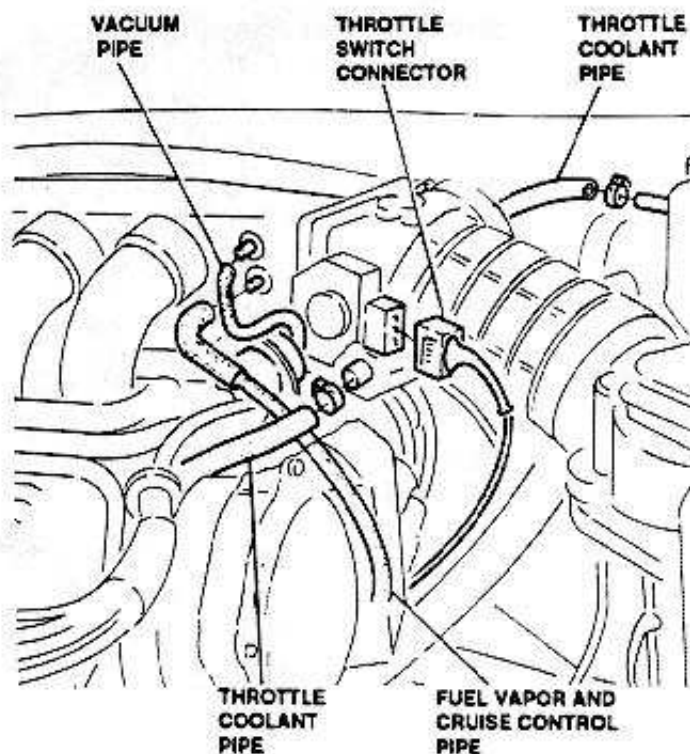 VACUUM
PIPE
THROTTLE
SWITCH
CONNECTOR
THROTTLE
COOLANT
PIPE
THROTTLE
COOLANT
PIPE
FUEL VAPOR AND
CRUISE CONTROL
PIPE